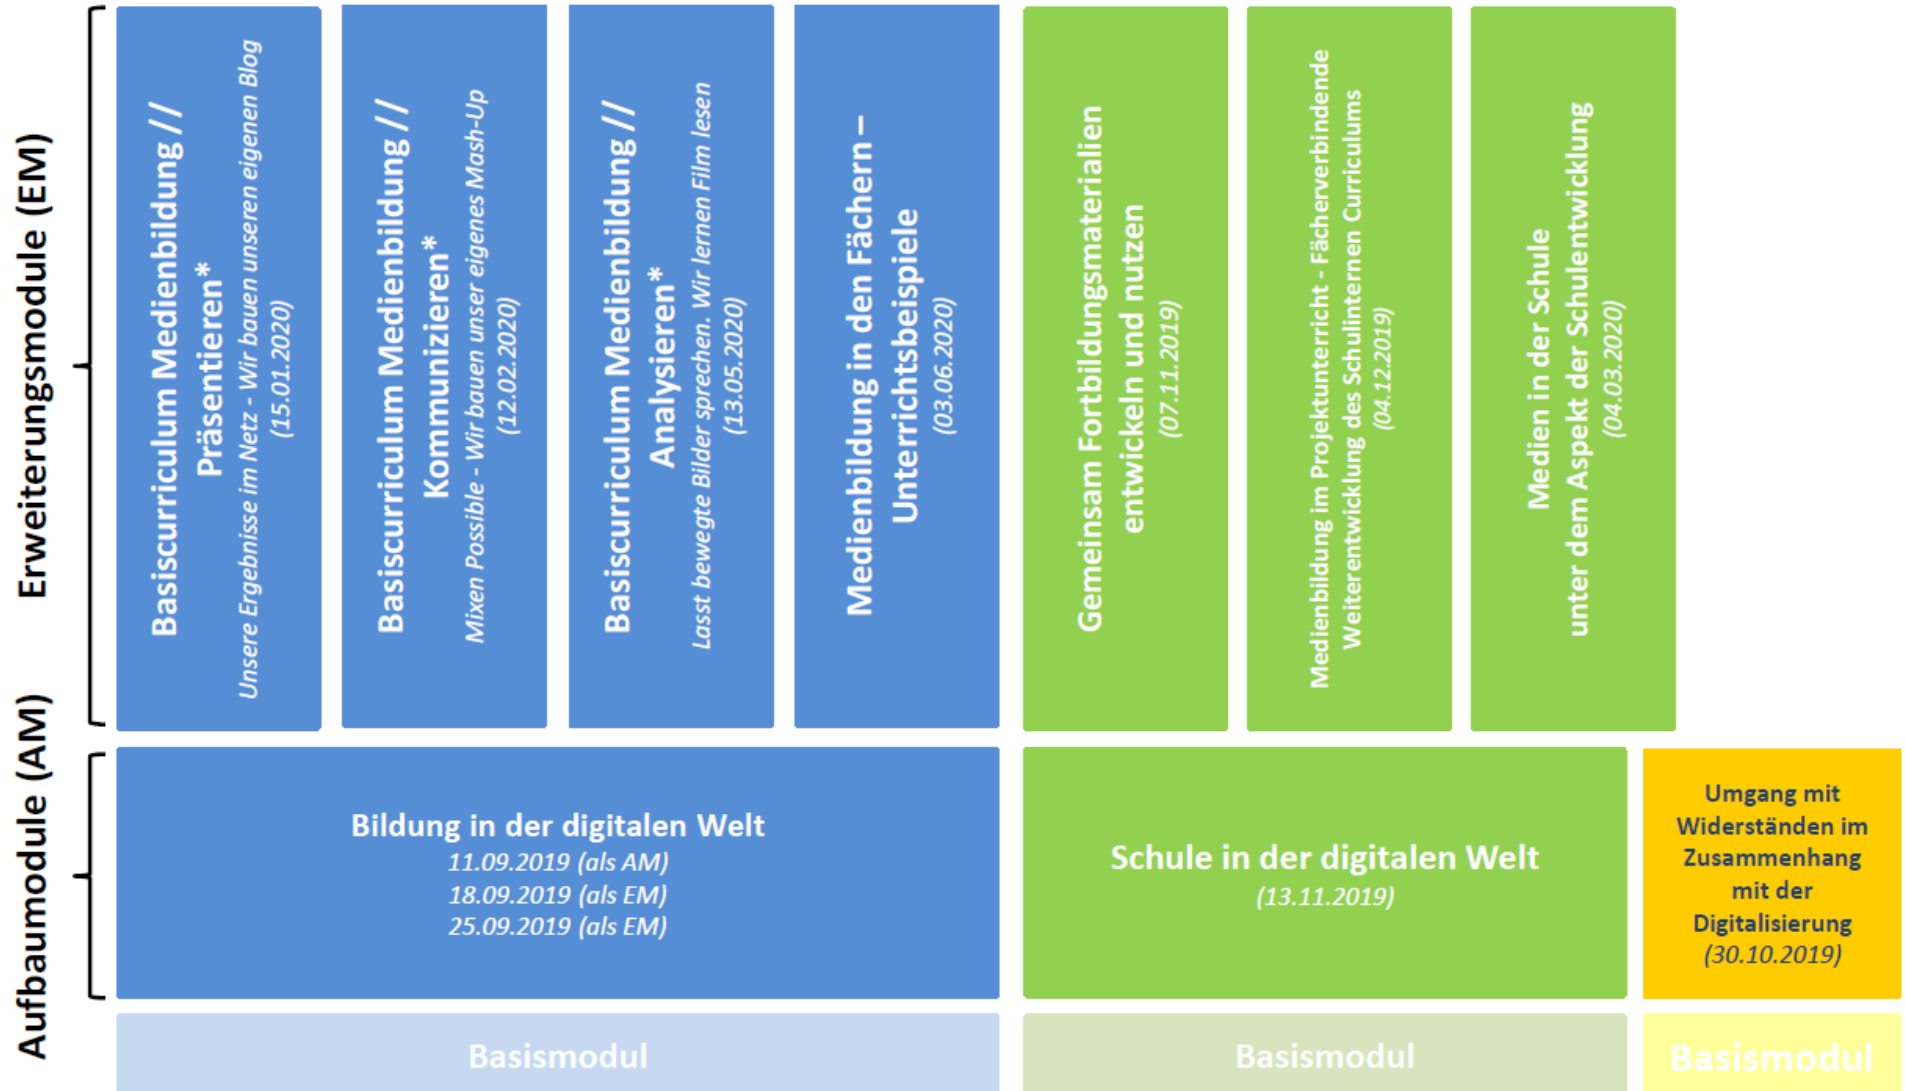 Erweiterungsmodule (EM)
Basiscurriculum Medienbildung //
Präsentieren*
Unsere Ergebnisse im Netz - Wir bauen unseren eigenen Blog
(15.01.2020)
Basiscurriculum Medienbildung //
Kommunizieren*
Mixen Possible - Wir bauen unser eigenes Mash-Up
(12.02.2020)
Basiscurriculum Medienbildung //
Analysieren*
Lasst bewegte Bilder sprechen. Wir lernen Film lesen
(13.05.2020)
Medienbildung in den Fächern –
Unterrichtsbeispiele
(03.06.2020)
Gemeinsam Fortbildungsmaterialien
entwickeln und nutzen
(07.11.2019)
Medienbildung im Projektunterricht - Fächerverbindende
Weiterentwicklung des Schulinternen Curriculums
(04.12.2019)
Medien in der Schule
unter dem Aspekt der Schulentwicklung
(04.03.2020)
Aufbaumodule (AM)
Bildung in der digitalen Welt
11.09.2019 (als AM)
18.09.2019 (als EM)
25.09.2019 (als EM)
Schule in der digitalen Welt
(13.11.2019)
Umgang mit
Widerständen im
Zusammenhang
mit der
Digitalisierung
(30.10.2019)
Basismodul
Basismodul
Basismodul